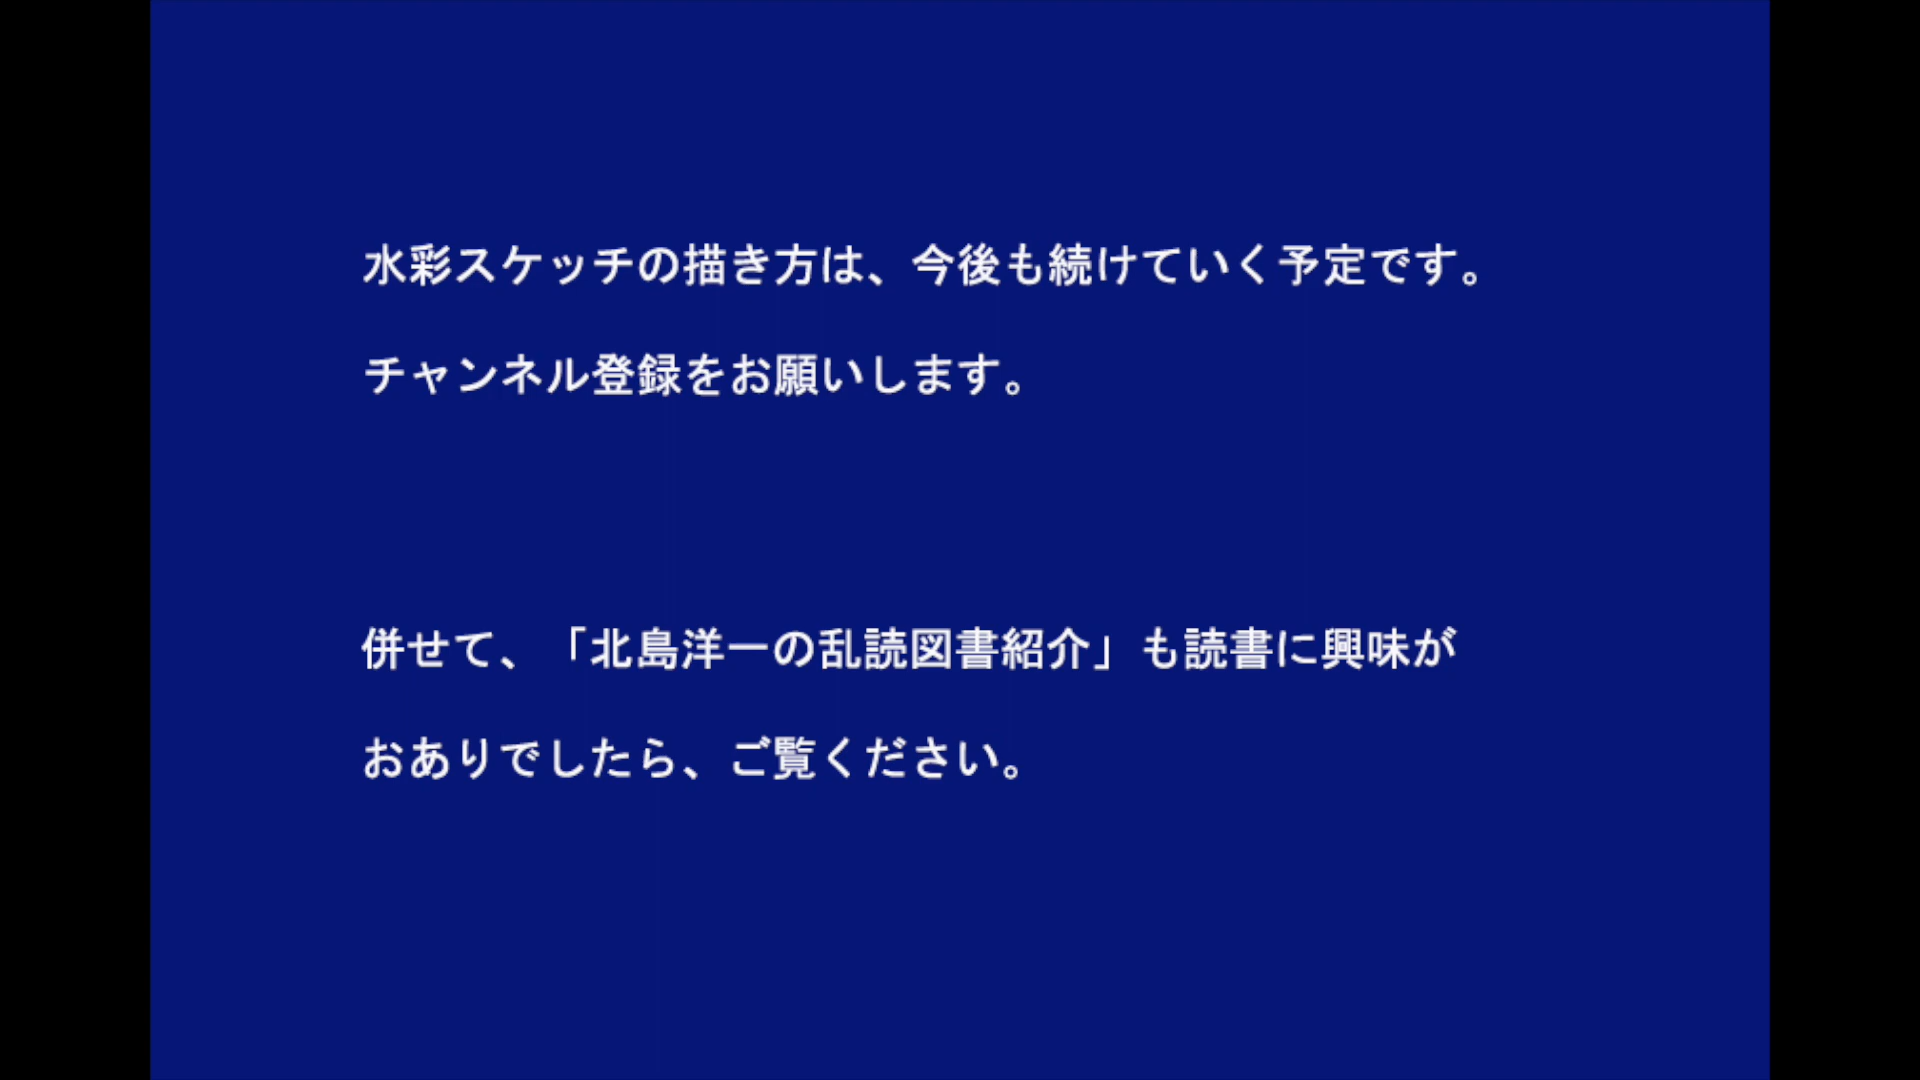 水彩スケッチの描き方は、今後も続けていく予定です。
チャンネル登録をお願いします。
併せて、「北島洋一の乱読図書紹介」も読書に興味が
おありでしたら、ご覧ください。